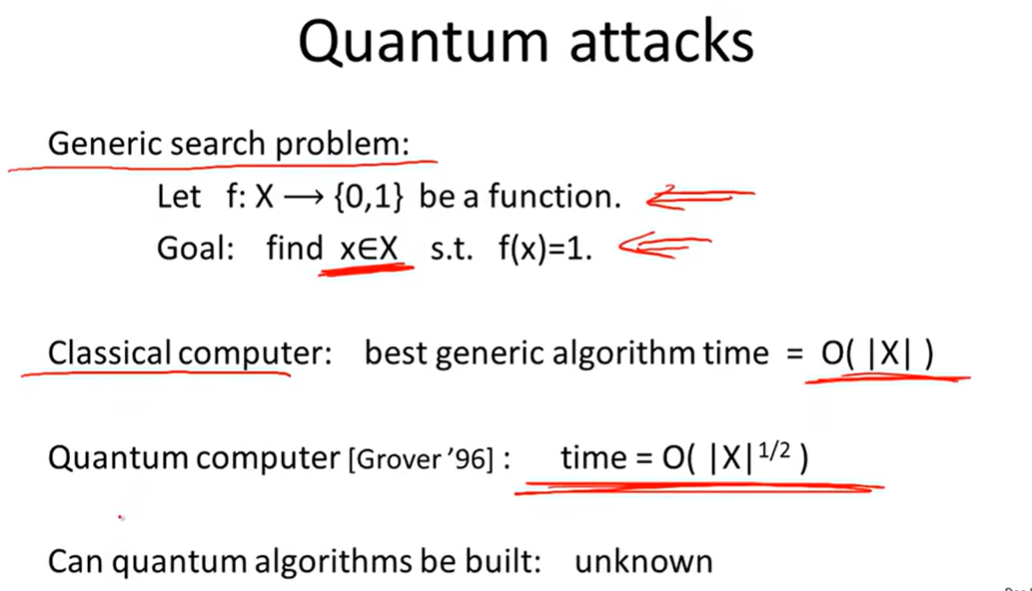 Quantum attacks
Generic search problem:
Let f: X ⟶ {0,1} be a function.
Goal: find x∈X s.t. f(x)=1.
Classical computer: best generic algorithm time = O( |X| )
Quantum computer [Grover ’96] : time = O( |X|^1/2 )
Can quantum algorithms be built: unknown